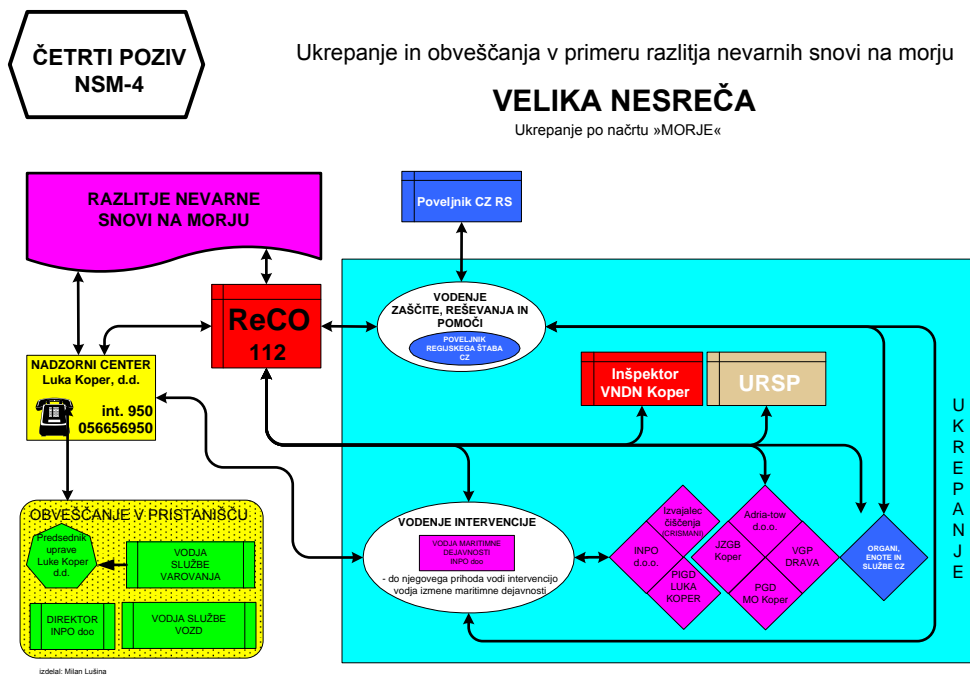 ČETRTI POZIV
NSM-4
Ukrepanje in obveščanja v primeru razlitja nevarnih snovi na morju
VELIKA NESREČA
Ukrepanje po načrtu »MORJE«
RAZLITJE NEVARNE
SNOVI NA MORJU
Poveljnik CZ RS
ReCO
112
VODENJE
ZAŠČITE, REŠEVANJA IN
POMOČI
POVELJNIK
REGIJSKEGA ŠTABA
CZ
NADZORNI CENTER
Luka Koper, d.d.
int. 950
056656950
Inšpektor
VNDN Koper
URSP
UKREPANJE
OBVEŠČANJE V PRISTANIŠČU
Predsednik
uprave
Luke Koper
d.d.
VODJA
SLUŽBE
VAROVANJA
DIREKTOR
INPO doo
VODJA SLUŽBE
VOZD
VODENJE INTERVENCIJE
VODJA MARITIMNE
DEJAVNOSTI
INPO doo
- do njegovega prihoda vodi intervencijo
vodja izmene maritimne dejavnosti
Izvajalec
čiščenja
(CRISMANI)
INPO
d.o.o.
PIGD
LUKA
KOPER
Adria-tow
d.o.o.
JZGB
Koper
VGP
DRAVA
PGD
MO Koper
ORGANI,
ENOTE IN
SLUŽBE CZ
izdelal: Milan Lušina